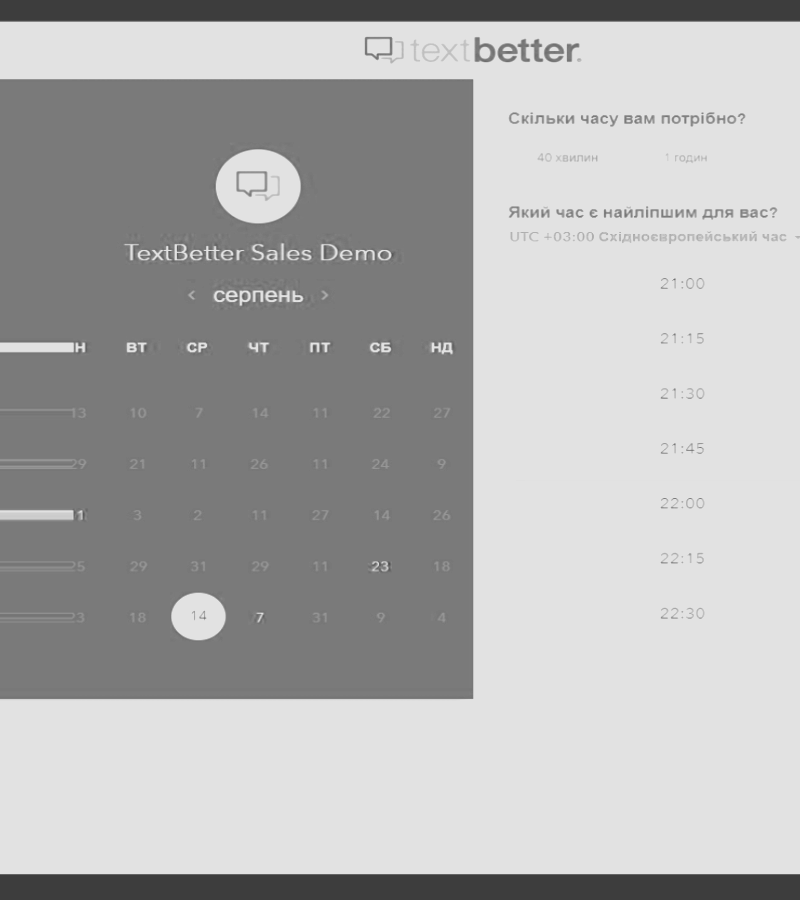 textbetter.
TextBetter Sales Demo
‹ серпень ›
Н ВТ СР ЧТ ПТ СБ НД
13 10 7 14 11 22 27
29 21 11 26 11 24 9
1 3 2 11 27 14 26
25 29 31 29 11 23 18
3 18 14 7 31 9 4
Скільки часу вам потрібно?
40 хвилин 1 годин
Який час є найліпшим для вас?
UTC +03:00 Східноєвропейський час
21:00
21:15
21:30
21:45
22:00
22:15
22:30